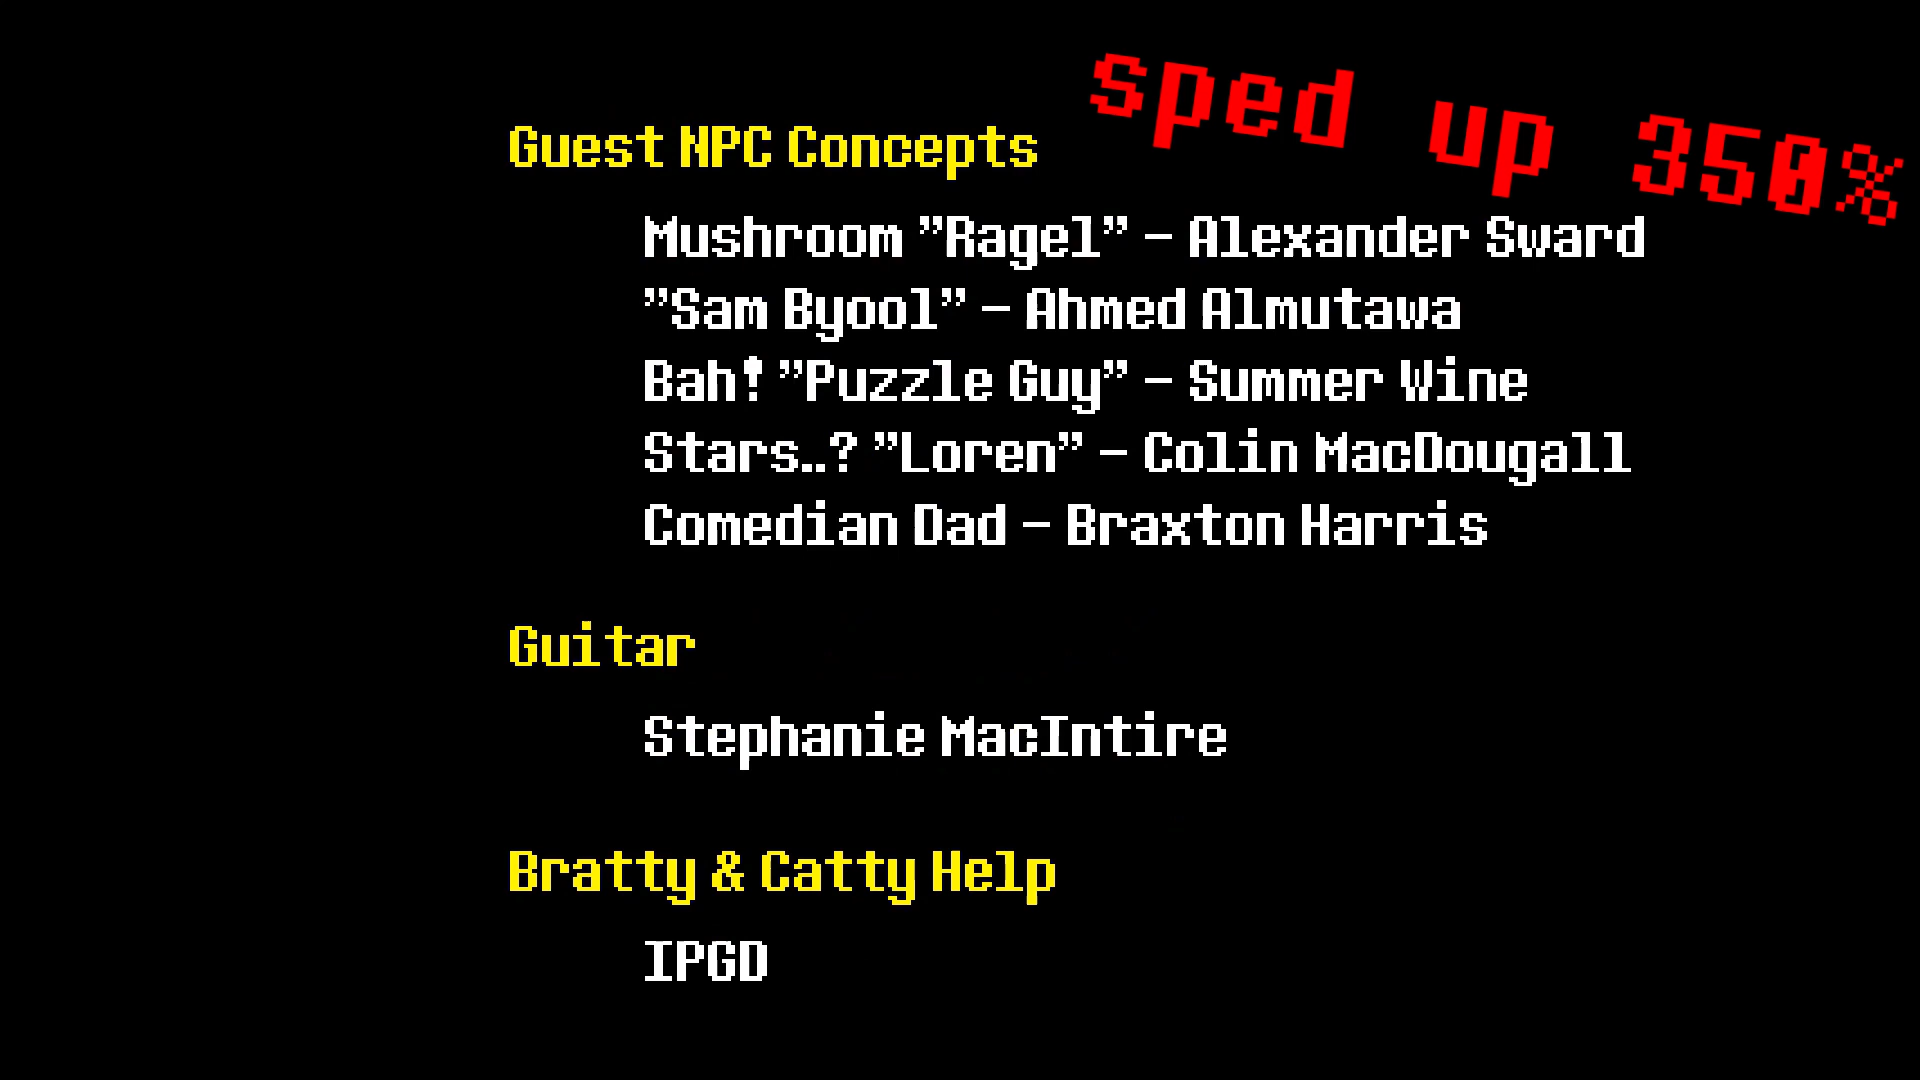 sped up 350%
Guest NPC Concepts
Mushroom "Ragel" - Alexander Sward
"Sam Byool" - Ahmed Almutawa
Bah! "Puzzle Guy" - Summer Wine
Stars..? "Loren" - Colin MacDougall
Comedian Dad - Braxton Harris
Guitar
Stephanie MacIntire
Bratty & Catty Help
IPGD